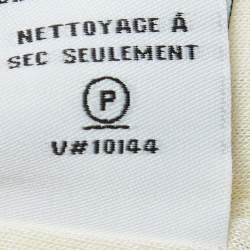 NETTOYAGE À
SEC SEULEMENT
P
V#10144